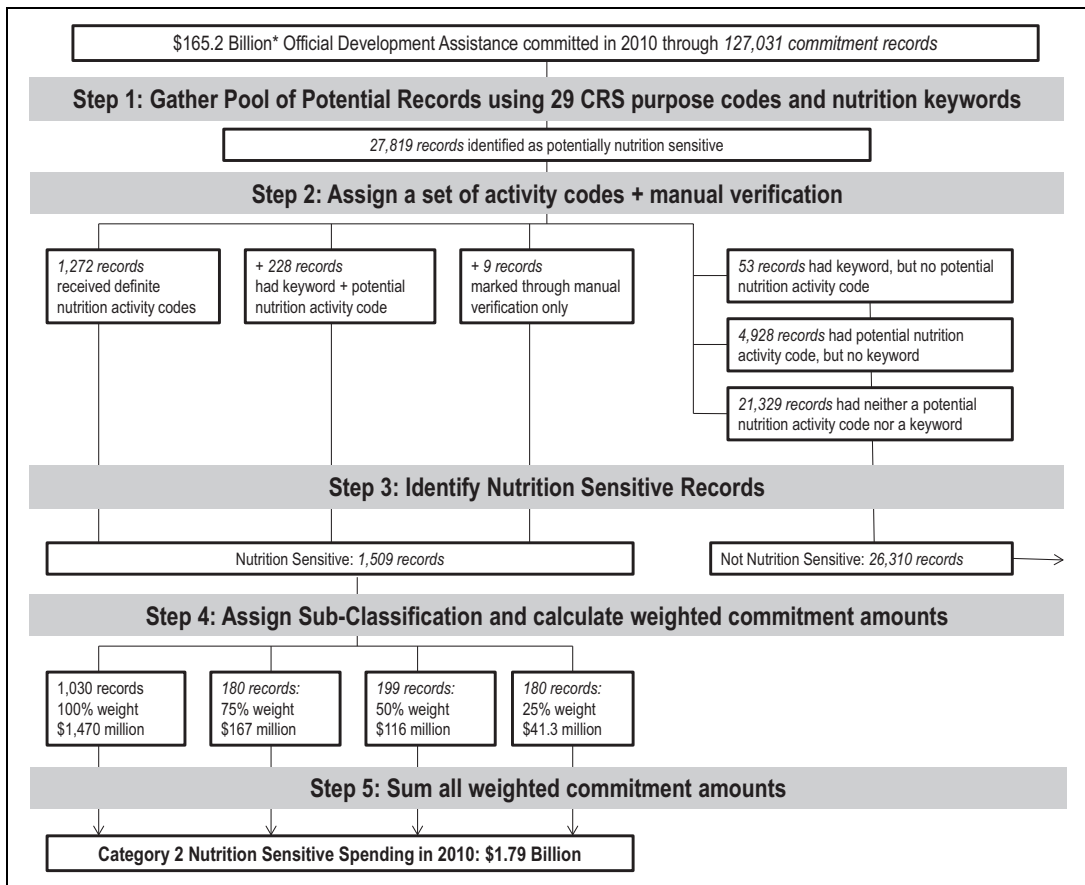 $165.2 Billion* Official Development Assistance committed in 2010 through 127,031 commitment records
Step 1: Gather Pool of Potential Records using 29 CRS purpose codes and nutrition keywords
27,819 records identified as potentially nutrition sensitive
Step 2: Assign a set of activity codes + manual verification
1,272 records
received definite
nutrition activity codes
+ 228 records
had keyword + potential
nutrition activity code
+ 9 records
marked through manual
verification only
53 records had keyword, but no potential
nutrition activity code
4,928 records had potential nutrition
activity code, but no keyword
21,329 records had neither a potential
nutrition activity code nor a keyword
Step 3: Identify Nutrition Sensitive Records
Nutrition Sensitive: 1,509 records
Not Nutrition Sensitive: 26,310 records
Step 4: Assign Sub-Classification and calculate weighted commitment amounts
1,030 records
100% weight
$1,470 million
180 records:
75% weight
$167 million
199 records:
50% weight
$116 million
180 records:
25% weight
$41.3 million
Step 5: Sum all weighted commitment amounts
Category 2 Nutrition Sensitive Spending in 2010: $1.79 Billion